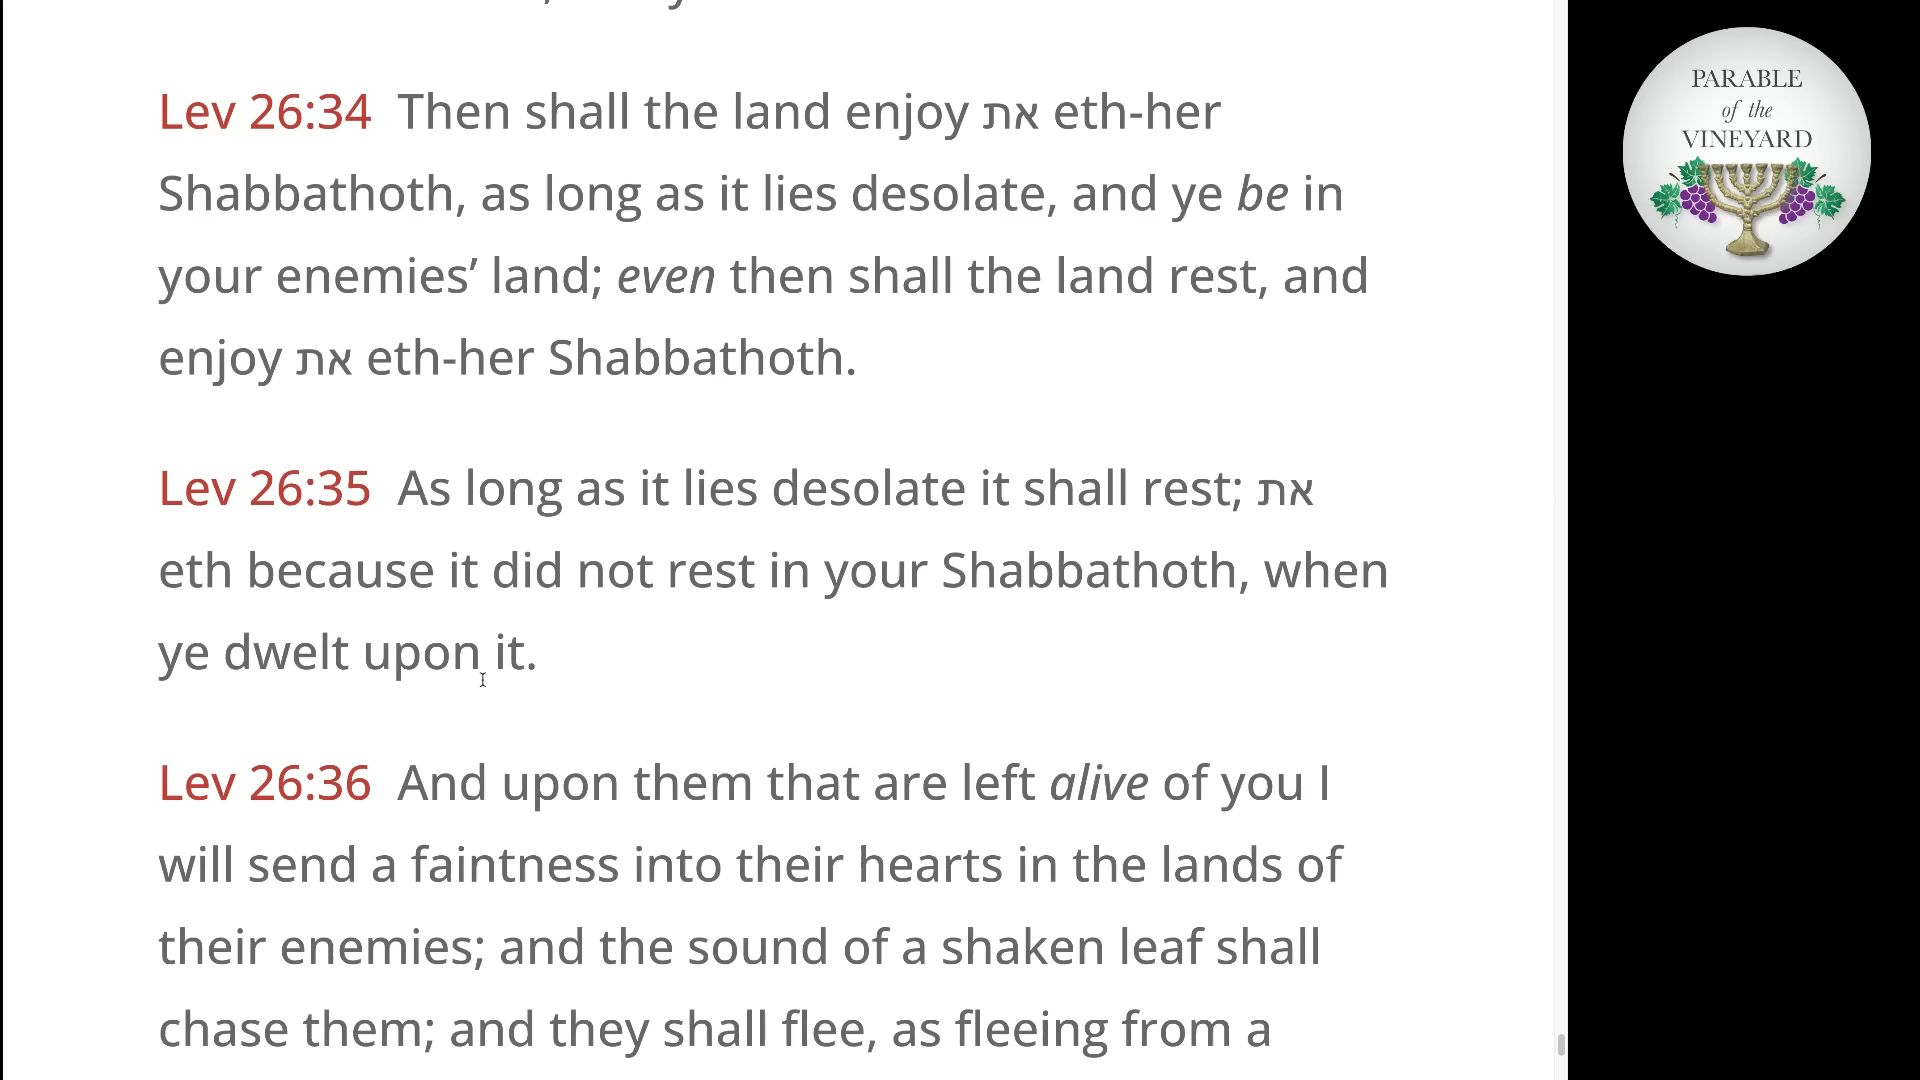 Lev 26:34 Then shall the land enjoy את eth-her
Shabbathoth, as long as it lies desolate, and ye be in
your enemies’ land; even then shall the land rest, and
enjoy את eth-her Shabbathoth.
Lev 26:35 As long as it lies desolate it shall rest; את
eth because it did not rest in your Shabbathoth, when
ye dwelt upon it.
Lev 26:36 And upon them that are left alive of you I
will send a faintness into their hearts in the lands of
their enemies; and the sound of a shaken leaf shall
chase them; and they shall flee, as fleeing from a
PARABLE
of the
VINEYARD